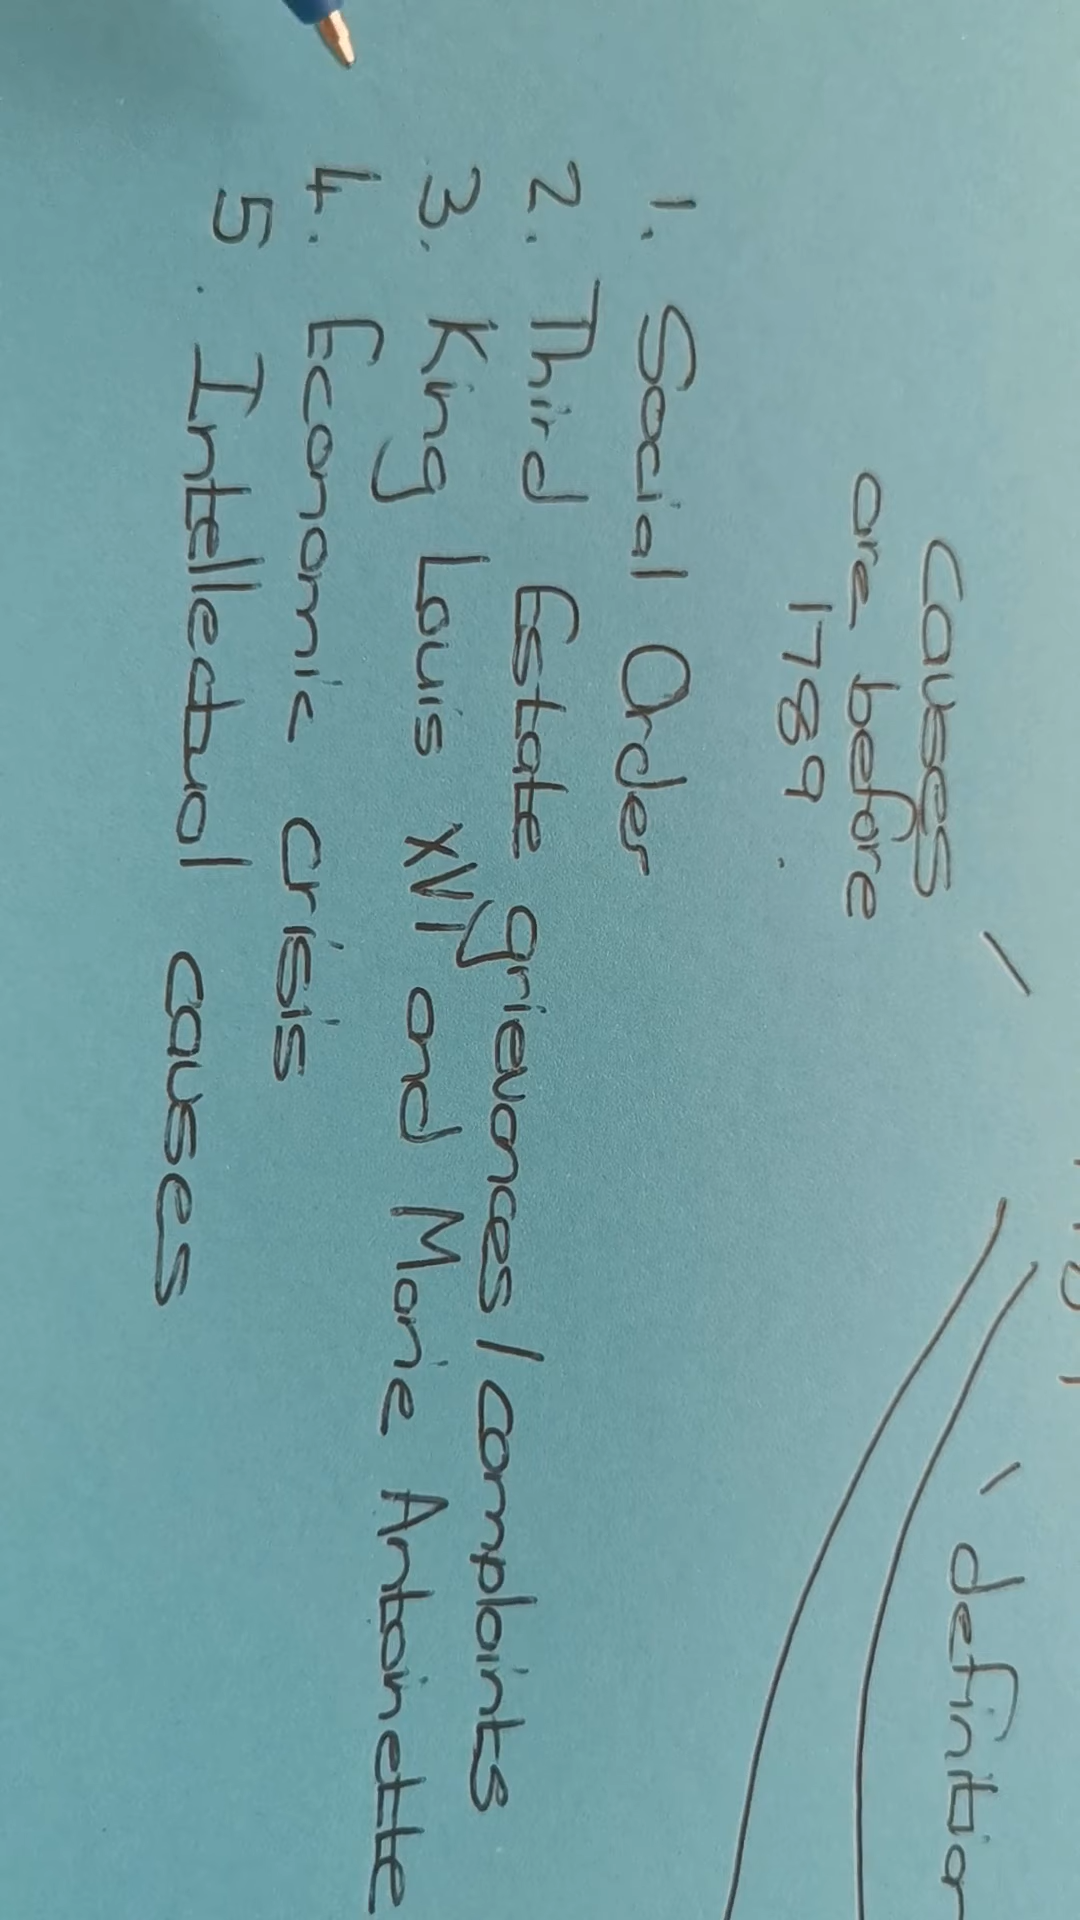 causes
are before
1789.
definition
1. Social Order
2. Third Estate grievances / complaints
3. King Louis XVI and Marie Antoinette
4. Economic crisis
5. Intellectual causes